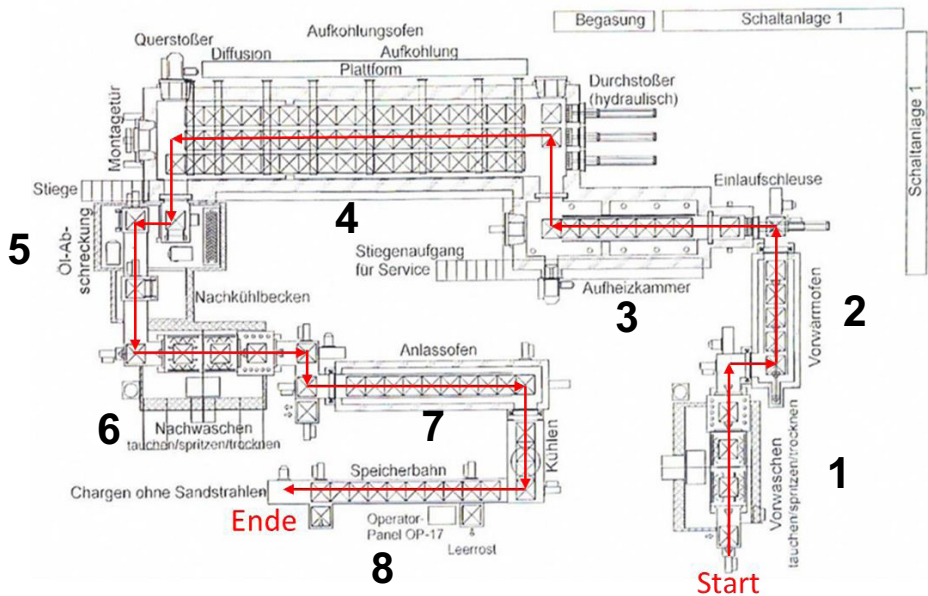 Begasung
Schaltanlage 1
Schaltanlage 1
Aufkohlungsofen
Querstoßer
Diffusion
Aufkohlung
Plattform
Durchstoßer
(hydraulisch)
Montagetür
Einlaufschleuse
Stiege
4
5
Öl-Ab-
schreckung
Stiegenaufgang
für Service
Aufheizkammer
3
2
Vorwärmofen
Nachkühlbecken
Anlassofen
6
Nachwaschen
tauchen/spritzen/trocknen
7
Kühlen
1
Vorwaschen
tauchen/spritzen/trocknen
Speicherbahn
Chargen ohne Sandstrahlen
Ende
Operator-
Panel OP-17
Leerrost
8
Start